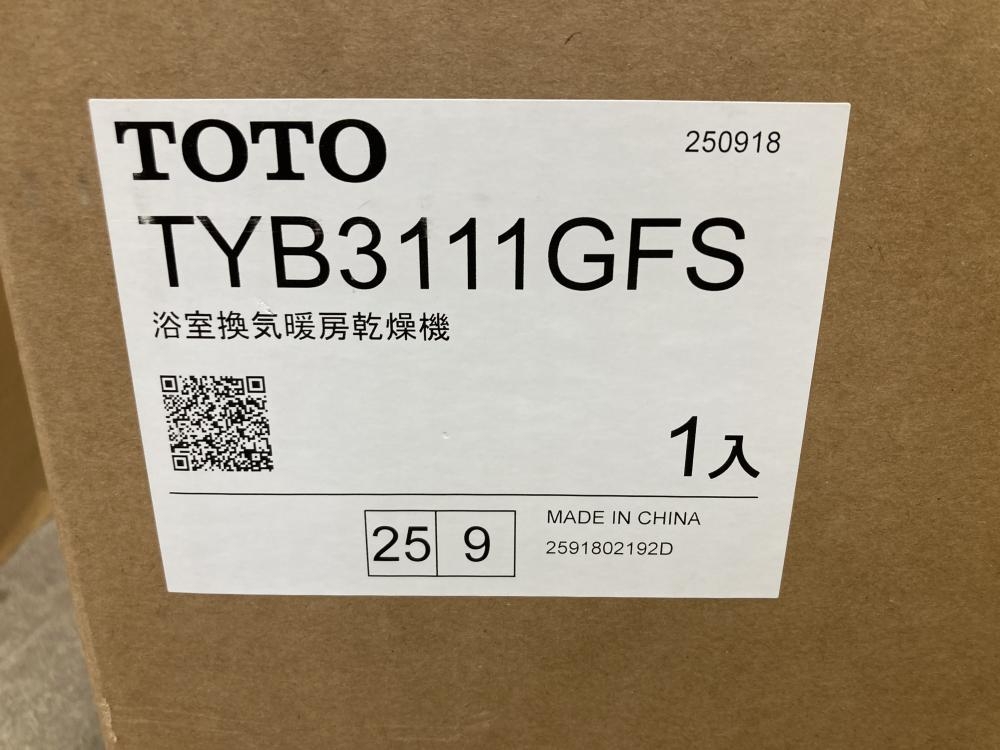 TOTO
250918
TYB3111GFS
浴室換気暖房乾燥機
1入
25 9
MADE IN CHINA
2591802192D